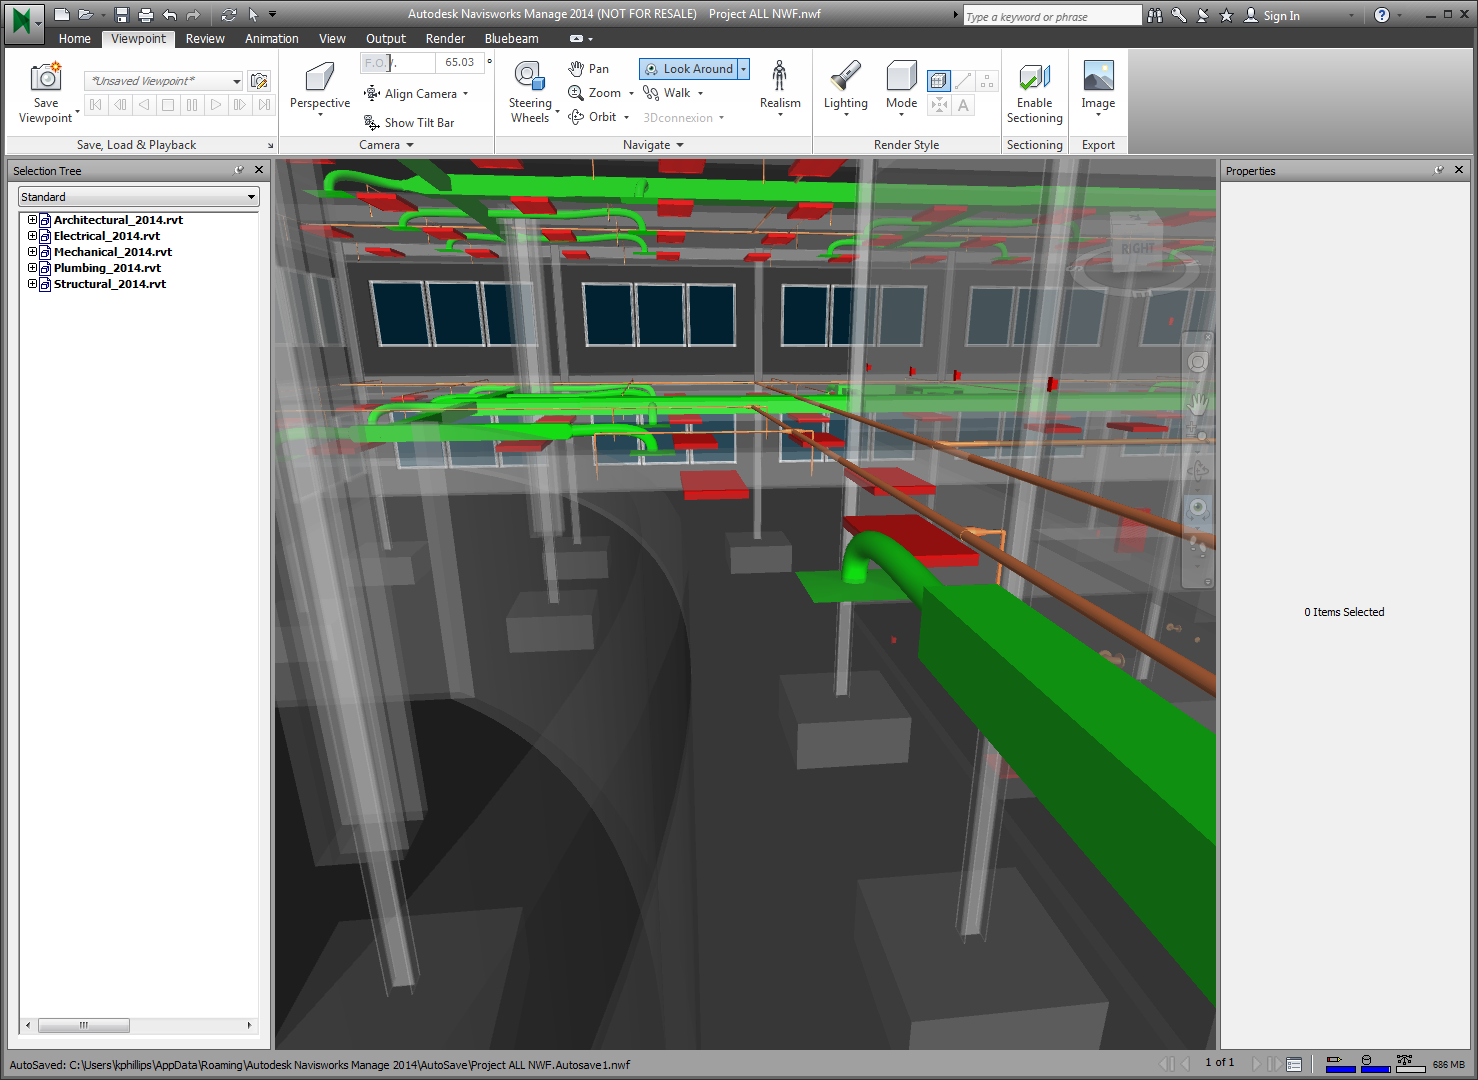 Autodesk Navisworks Manage 2014 (NOT FOR RESALE) Project ALL NWF.nwf
Type a keyword or phrase
Sign In
Home Viewpoint Review Animation View Output Render Bluebeam
Save Viewpoint
*Unsaved Viewpoint*
Save, Load & Playback
Perspective
F.O.V.
65.03 °
Align Camera
Show Tilt Bar
Camera
Steering Wheels
Pan
Zoom
Orbit
Look Around
Walk
3Dconnexion
Navigate
Realism
Lighting
Mode
A
Render Style
Enable Sectioning
Sectioning
Image
Export
Selection Tree
Standard
Architectural_2014.rvt
Electrical_2014.rvt
Mechanical_2014.rvt
Plumbing_2014.rvt
Structural_2014.rvt
RIGHT
Properties
0 Items Selected
AutoSaved: C:\Users\kphillips\AppData\Roaming\Autodesk Navisworks Manage 2014\AutoSave\Project ALL NWF.Autosave1.nwf
1 of 1
686 MB